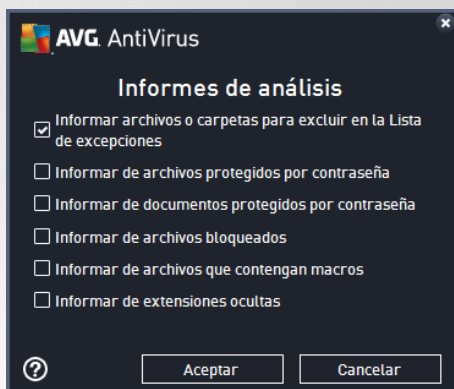 AVG. AntiVirus
Informes de análisis
Informar archivos o carpetas para excluir en la Lista
de excepciones
Informar de archivos protegidos por contraseña
Informar de documentos protegidos por contraseña
Informar de archivos bloqueados
Informar de archivos que contengan macros
Informar de extensiones ocultas
?
Aceptar
Cancelar